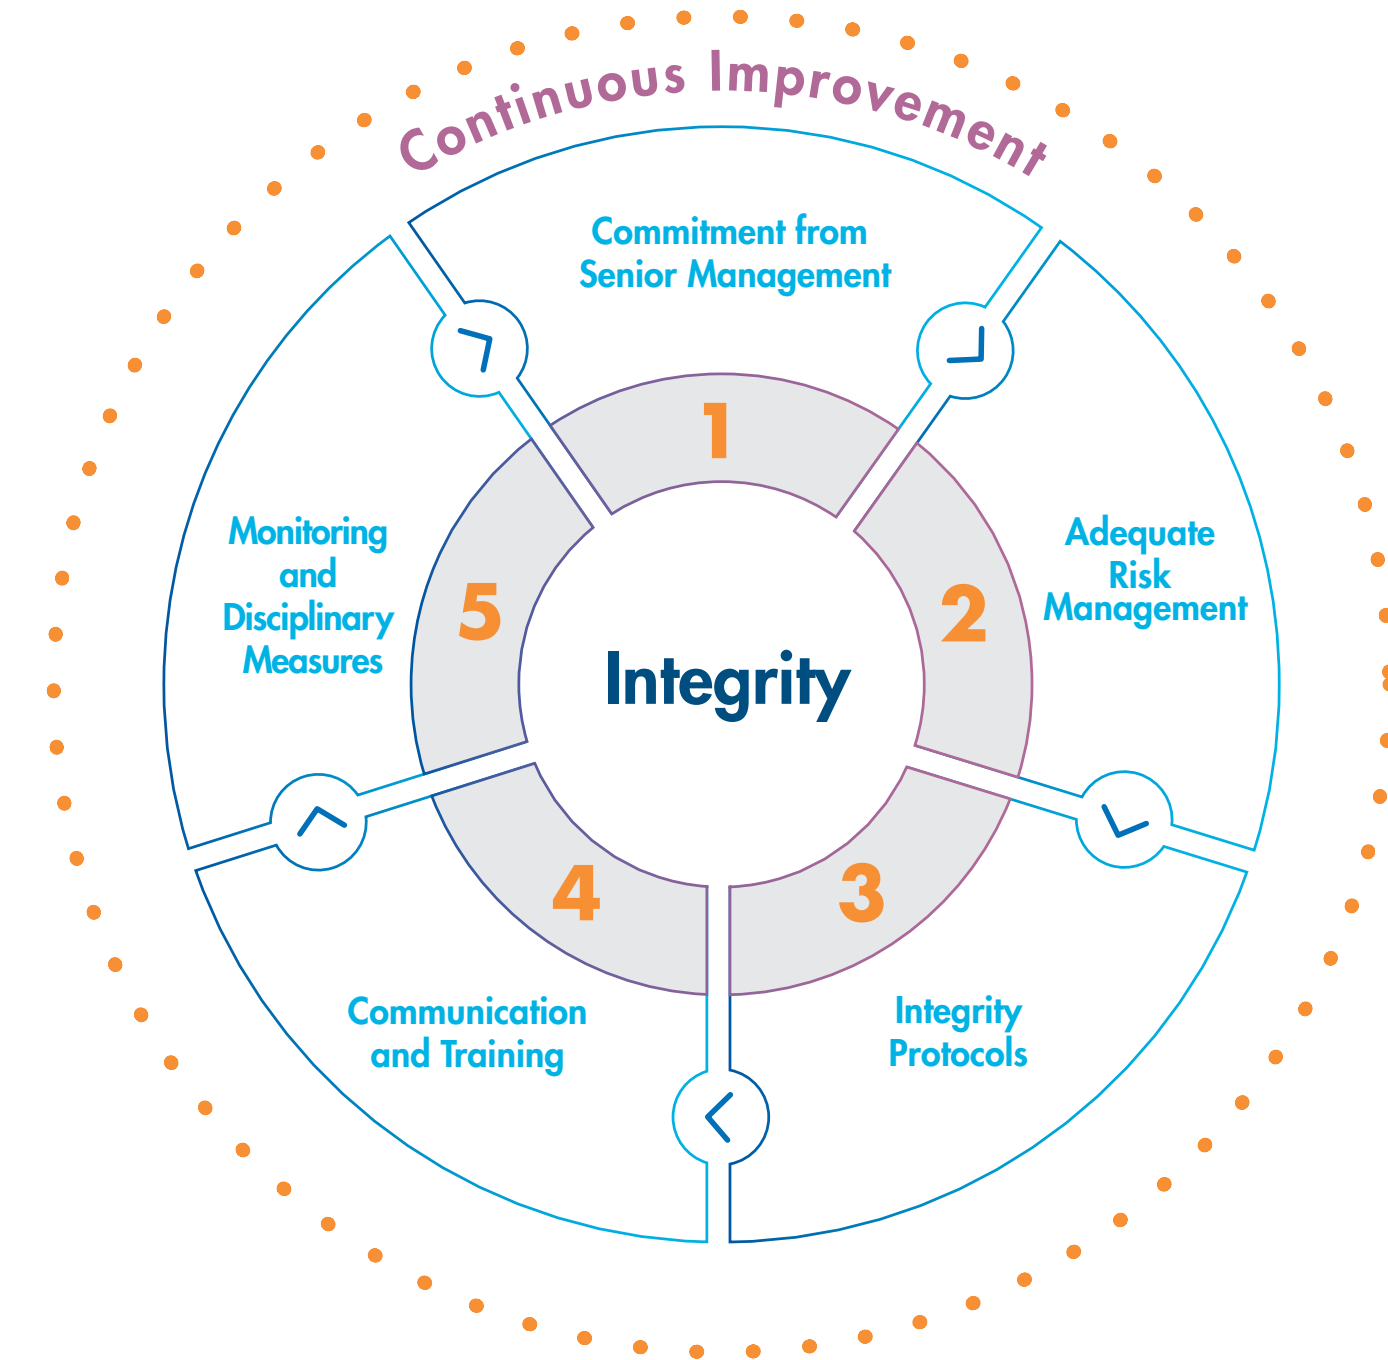 Continuous Improvement
Commitment from
Senior Management
1
Adequate
Risk
Management
2
Integrity
Protocols
3
Communication
and Training
4
Monitoring
and
Disciplinary
Measures
5
Integrity